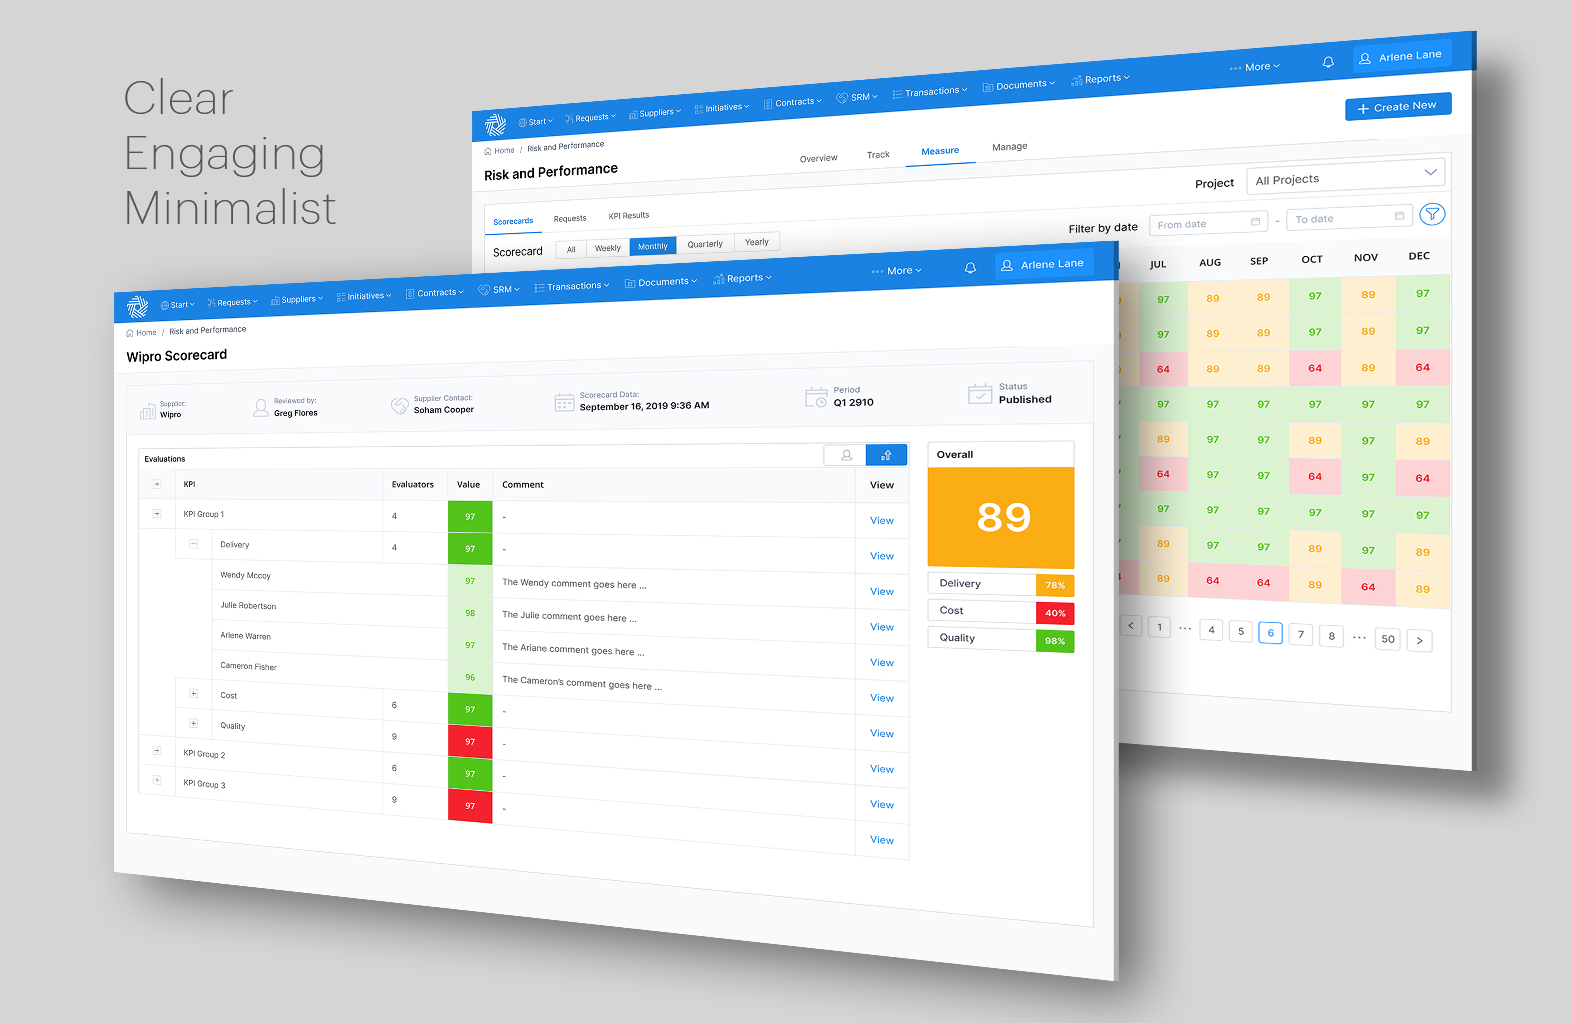 Clear
Engaging
Minimalist
Start Requests Suppliers Initiatives Contracts SRM Transactions Documents Reports ••• More Arlene Lane
Home / Risk and Performance
+ Create New
Risk and Performance
Overview Track Measure Manage
Project All Projects
Scorecards Requests KPI Results
Filter by date From date - To date
Scorecard All Weekly Monthly Quarterly Yearly
JUL AUG SEP OCT NOV DEC
97 89 89 97 89 97
97 89 89 97 89 97
64 89 89 64 89 64
97 97 97 97 97 97
89 97 97 89 97 89
64 97 97 64 97 64
97 97 97 97 97 97
89 97 97 89 97 89
89 64 64 89 64 89
< 1 ••• 4 5 6 7 8 ••• 50 >
Start Requests Suppliers Initiatives Contracts SRM Transactions Documents Reports ••• More Arlene Lane
Home / Risk and Performance
Wipro Scorecard
Supplier:
Wipro
Reviewed by:
Greg Flores
Supplier Contact:
Soham Cooper
Scorecard Data:
September 16, 2019 9:36 AM
Period
Q1 2910
Status
Published
Evaluations
KPI Evaluators Value Comment View
KPI Group 1 4 97 - View
Delivery 4 97 - View
Wendy Mccoy 97 The Wendy comment goes here ... View
Julie Robertson 98 The Julie comment goes here ... View
Arlene Warren 97 The Ariane comment goes here ... View
Cameron Fisher 96 The Cameron's comment goes here ... View
Cost 6 97 - View
Quality 9 97 - View
KPI Group 2 6 97 - View
KPI Group 3 9 97 - View
Overall
89
Delivery 78%
Cost 40%
Quality 98%